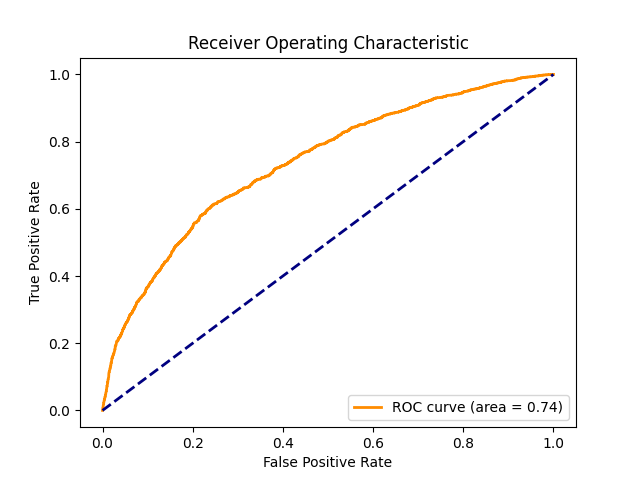 Receiver Operating Characteristic
1.0
0.8
0.6
0.4
0.2
0.0
True Positive Rate
ROC curve (area = 0.74)
0.0 0.2 0.4 0.6 0.8 1.0
False Positive Rate